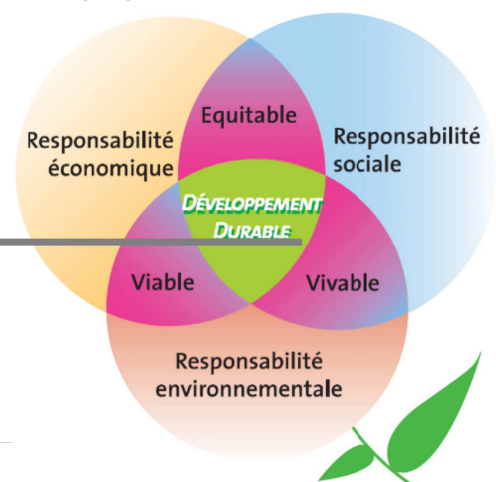 Equitable
Responsabilité
économique
Responsabilité
sociale
DÉVELOPPEMENT
DURABLE
Viable
Vivable
Responsabilité
environnementale